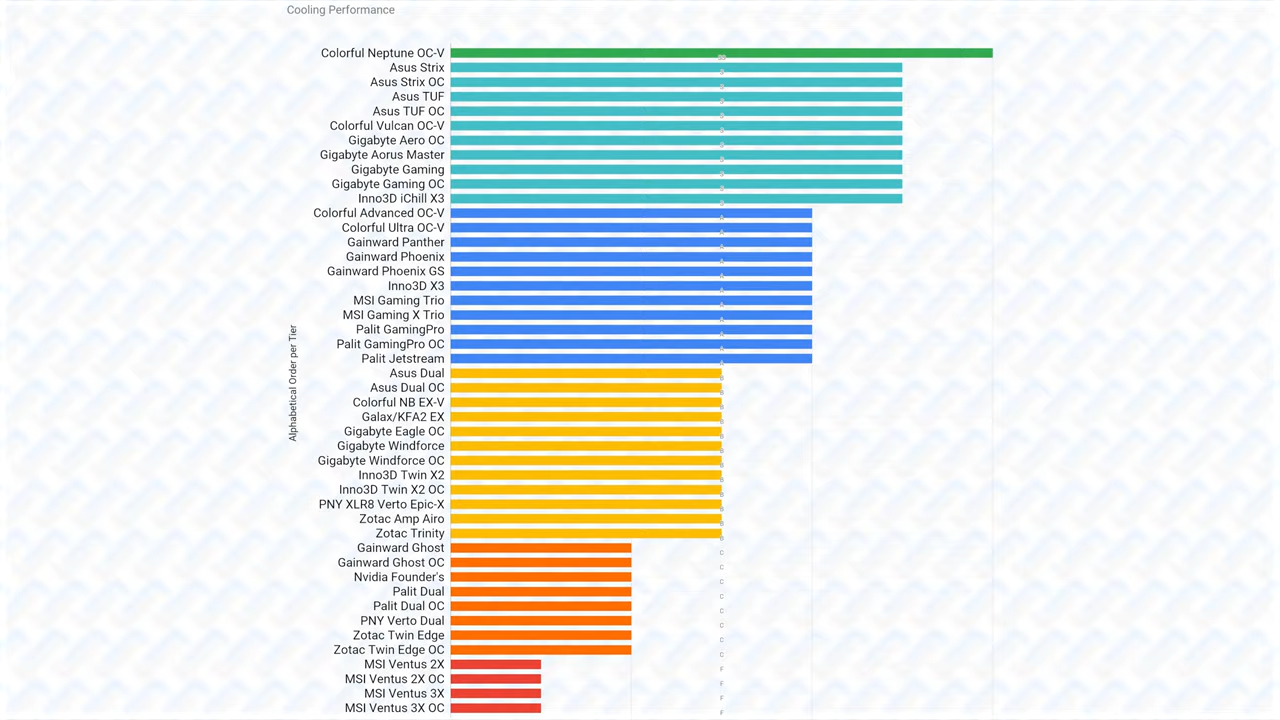 Cooling Performance
Alphabetical Order per Tier
Colorful Neptune OC-V
Asus Strix
Asus Strix OC
Asus TUF
Asus TUF OC
Colorful Vulcan OC-V
Gigabyte Aero OC
Gigabyte Aorus Master
Gigabyte Gaming
Gigabyte Gaming OC
Inno3D iChill X3
Colorful Advanced OC-V
Colorful Ultra OC-V
Gainward Panther
Gainward Phoenix
Gainward Phoenix GS
Inno3D X3
MSI Gaming Trio
MSI Gaming X Trio
Palit GamingPro
Palit GamingPro OC
Palit Jetstream
Asus Dual
Asus Dual OC
Colorful NB EX-V
Galax/KFA2 EX
Gigabyte Eagle OC
Gigabyte Windforce
Gigabyte Windforce OC
Inno3D Twin X2
Inno3D Twin X2 OC
PNY XLR8 Verto Epic-X
Zotac Amp Airo
Zotac Trinity
Gainward Ghost
C
Gainward Ghost OC
C
Nvidia Founder's
C
Palit Dual
C
Palit Dual OC
C
PNY Verto Dual
C
Zotac Twin Edge
C
Zotac Twin Edge OC
C
MSI Ventus 2X
F
MSI Ventus 2X OC
F
MSI Ventus 3X
F
MSI Ventus 3X OC
F